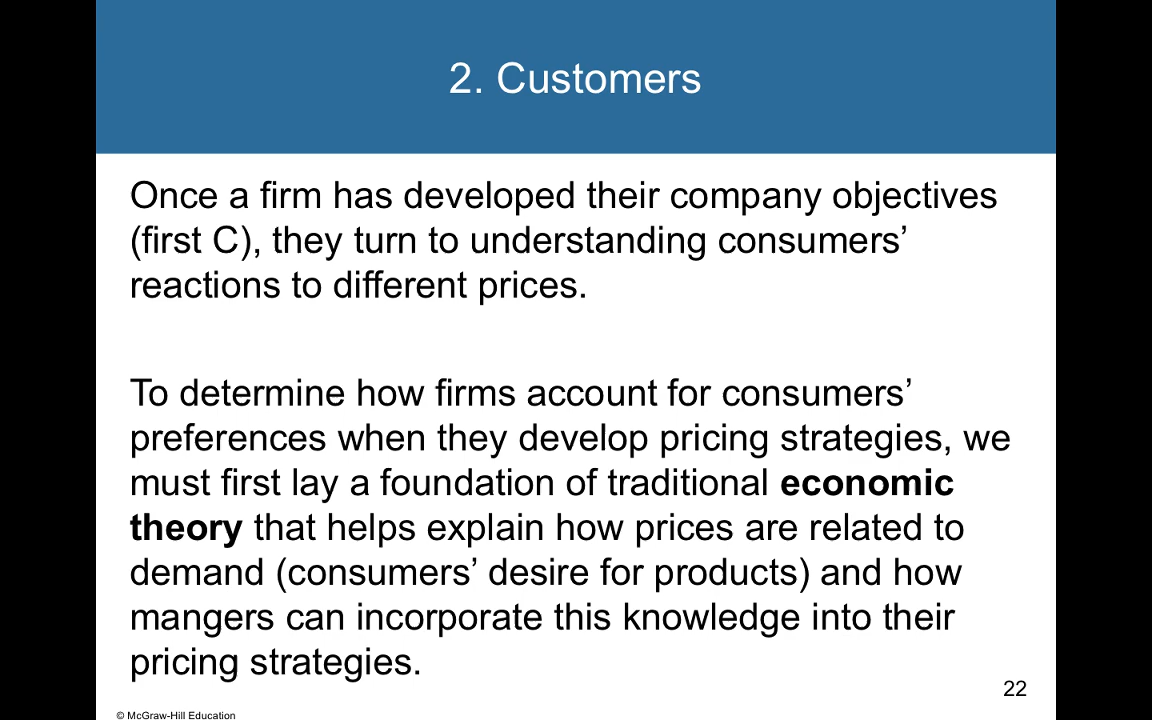 2. Customers
Once a firm has developed their company objectives
(first C), they turn to understanding consumers’
reactions to different prices.
To determine how firms account for consumers’
preferences when they develop pricing strategies, we
must first lay a foundation of traditional economic
theory that helps explain how prices are related to
demand (consumers’ desire for products) and how
mangers can incorporate this knowledge into their
pricing strategies.
22
© McGraw-Hill Education